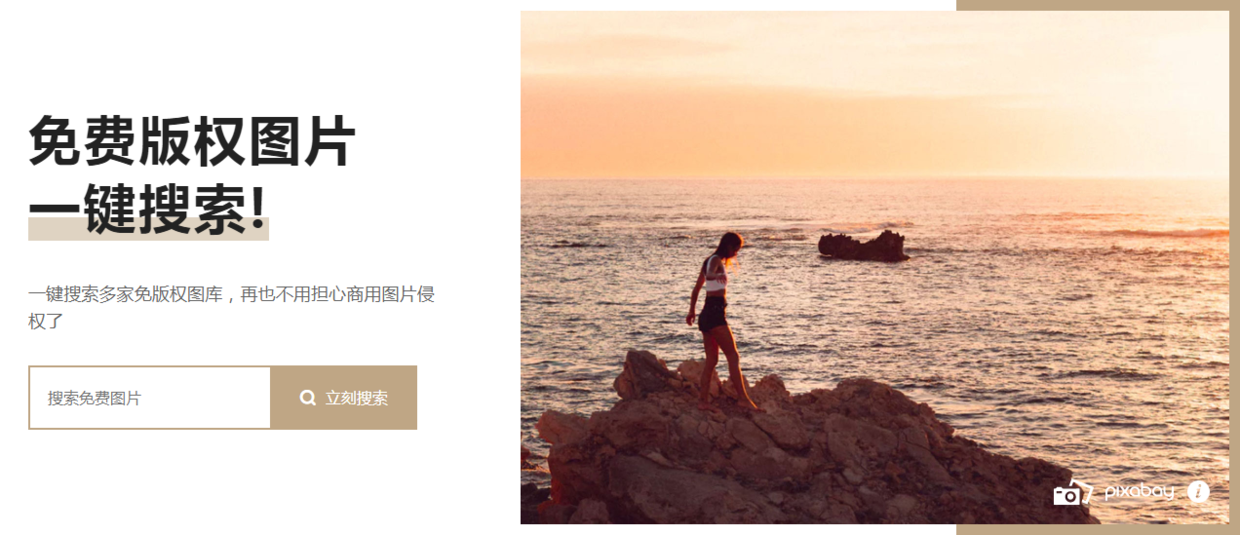 免费版权图片
一键搜索!
一键搜索多家免版权图库，再也不用担心商用图片侵
权了
搜索免费图片
立刻搜索
pixabay
i